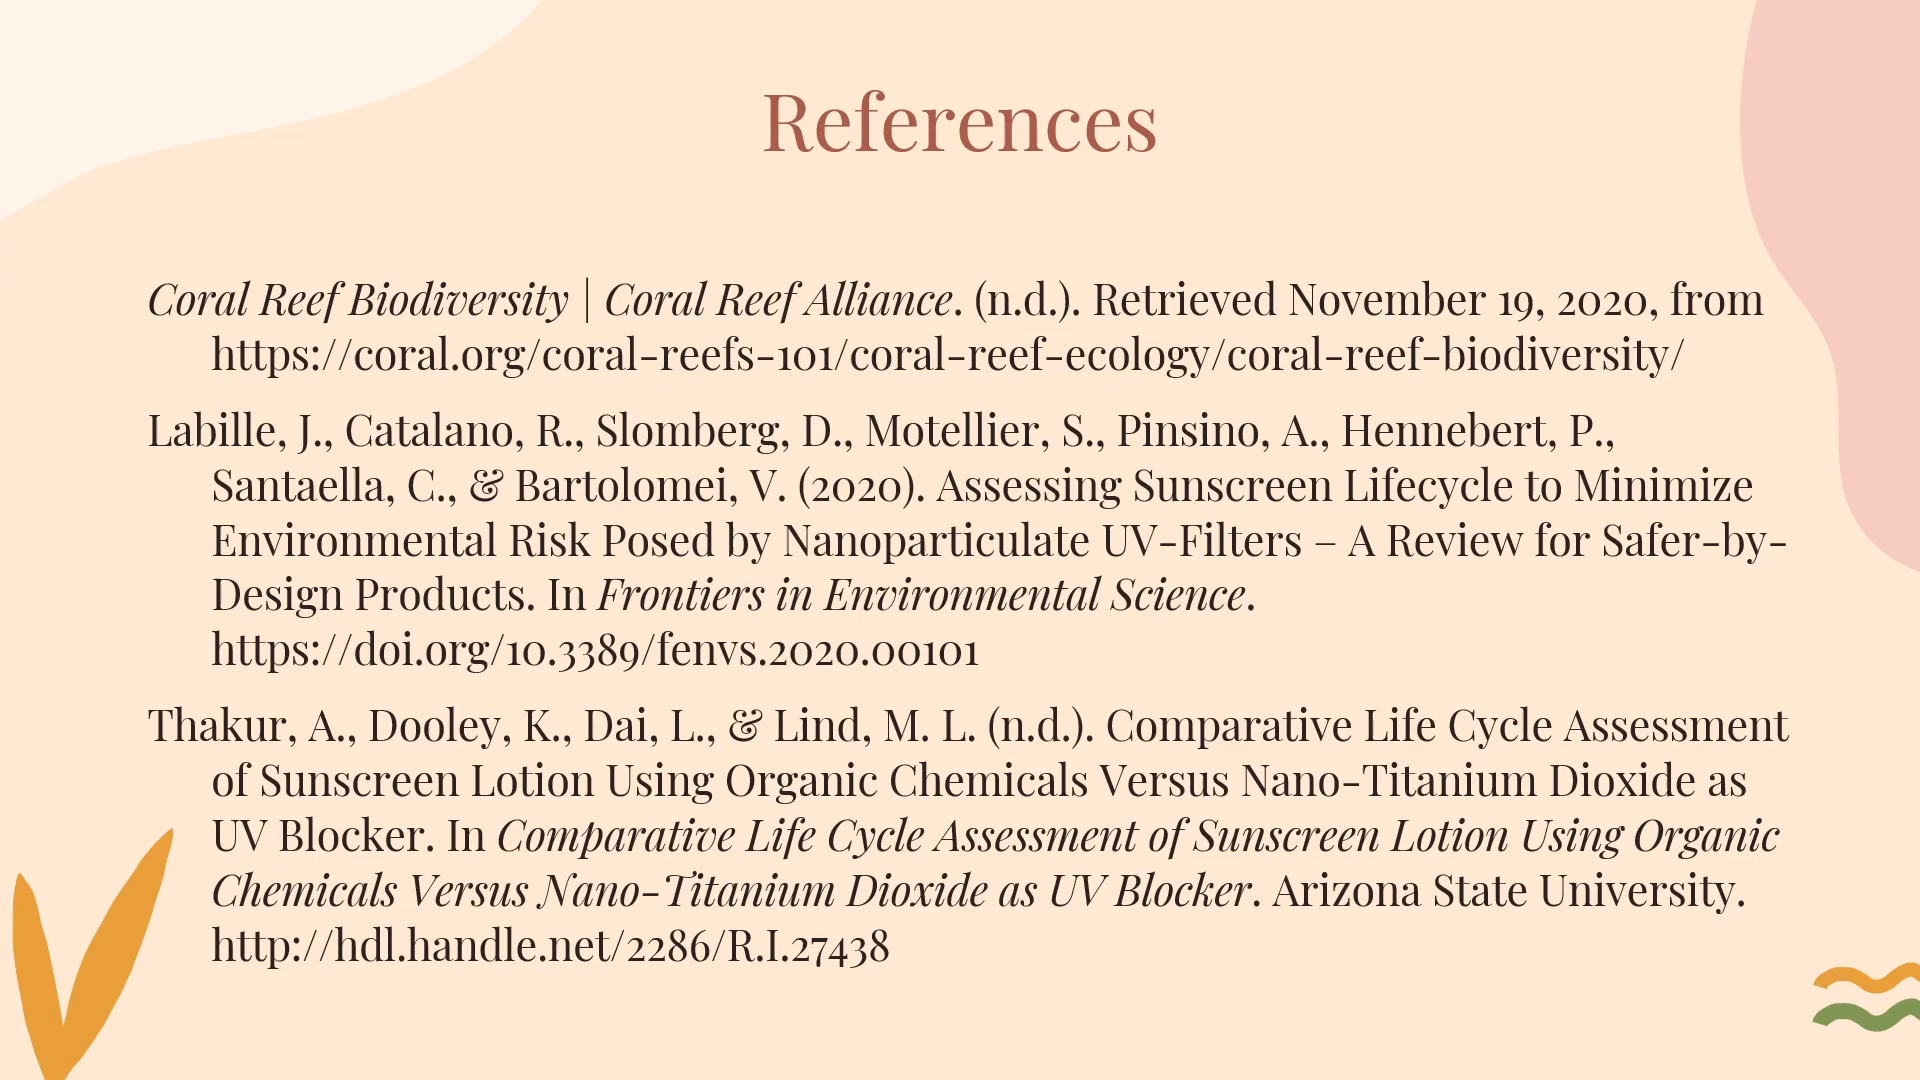 References
Coral Reef Biodiversity | Coral Reef Alliance. (n.d.). Retrieved November 19, 2020, from
https://coral.org/coral-reefs-101/coral-reef-ecology/coral-reef-biodiversity/
Labille, J., Catalano, R., Slomberg, D., Motellier, S., Pinsino, A., Hennebert, P.,
Santaella, C., & Bartolomei, V. (2020). Assessing Sunscreen Lifecycle to Minimize
Environmental Risk Posed by Nanoparticulate UV-Filters – A Review for Safer-by-
Design Products. In Frontiers in Environmental Science.
https://doi.org/10.3389/fenvs.2020.00101
Thakur, A., Dooley, K., Dai, L., & Lind, M. L. (n.d.). Comparative Life Cycle Assessment
of Sunscreen Lotion Using Organic Chemicals Versus Nano-Titanium Dioxide as
UV Blocker. In Comparative Life Cycle Assessment of Sunscreen Lotion Using Organic
Chemicals Versus Nano-Titanium Dioxide as UV Blocker. Arizona State University.
http://hdl.handle.net/2286/R.I.27438